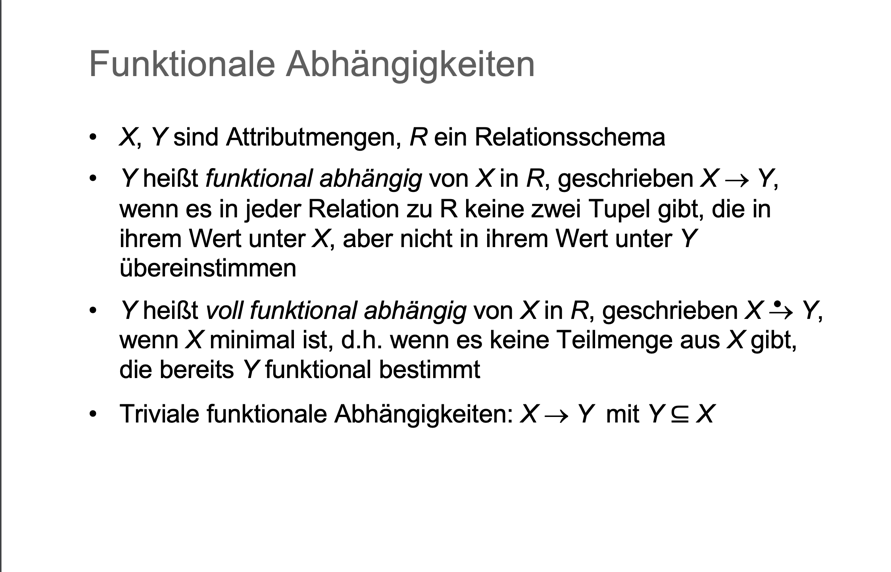 Funktionale Abhängigkeiten
• X, Y sind Attributmengen, R ein Relationsschema
• Y heißt funktional abhängig von X in R, geschrieben X → Y,
wenn es in jeder Relation zu R keine zwei Tupel gibt, die in
ihrem Wert unter X, aber nicht in ihrem Wert unter Y
übereinstimmen
• Y heißt voll funktional abhängig von X in R, geschrieben X ⭑→ Y,
wenn X minimal ist, d.h. wenn es keine Teilmenge aus X gibt,
die bereits Y funktional bestimmt
• Triviale funktionale Abhängigkeiten: X → Y mit Y ⊆ X